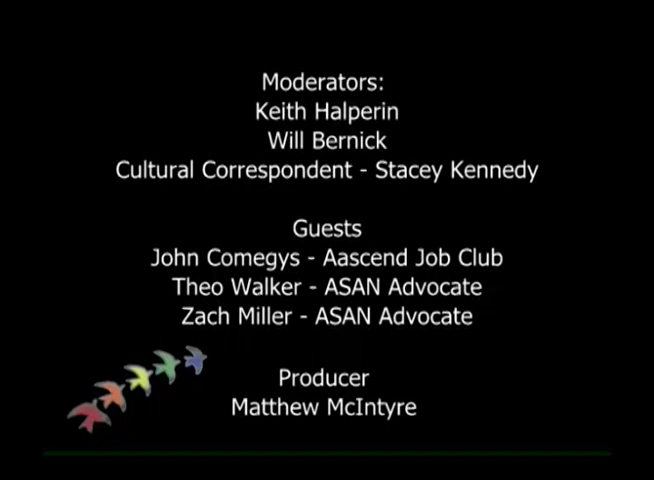 Moderators:
Keith Halperin
Will Bernick
Cultural Correspondent - Stacey Kennedy
Guests
John Comegys - Aascend Job Club
Theo Walker - ASAN Advocate
Zach Miller - ASAN Advocate
Producer
Matthew McIntyre